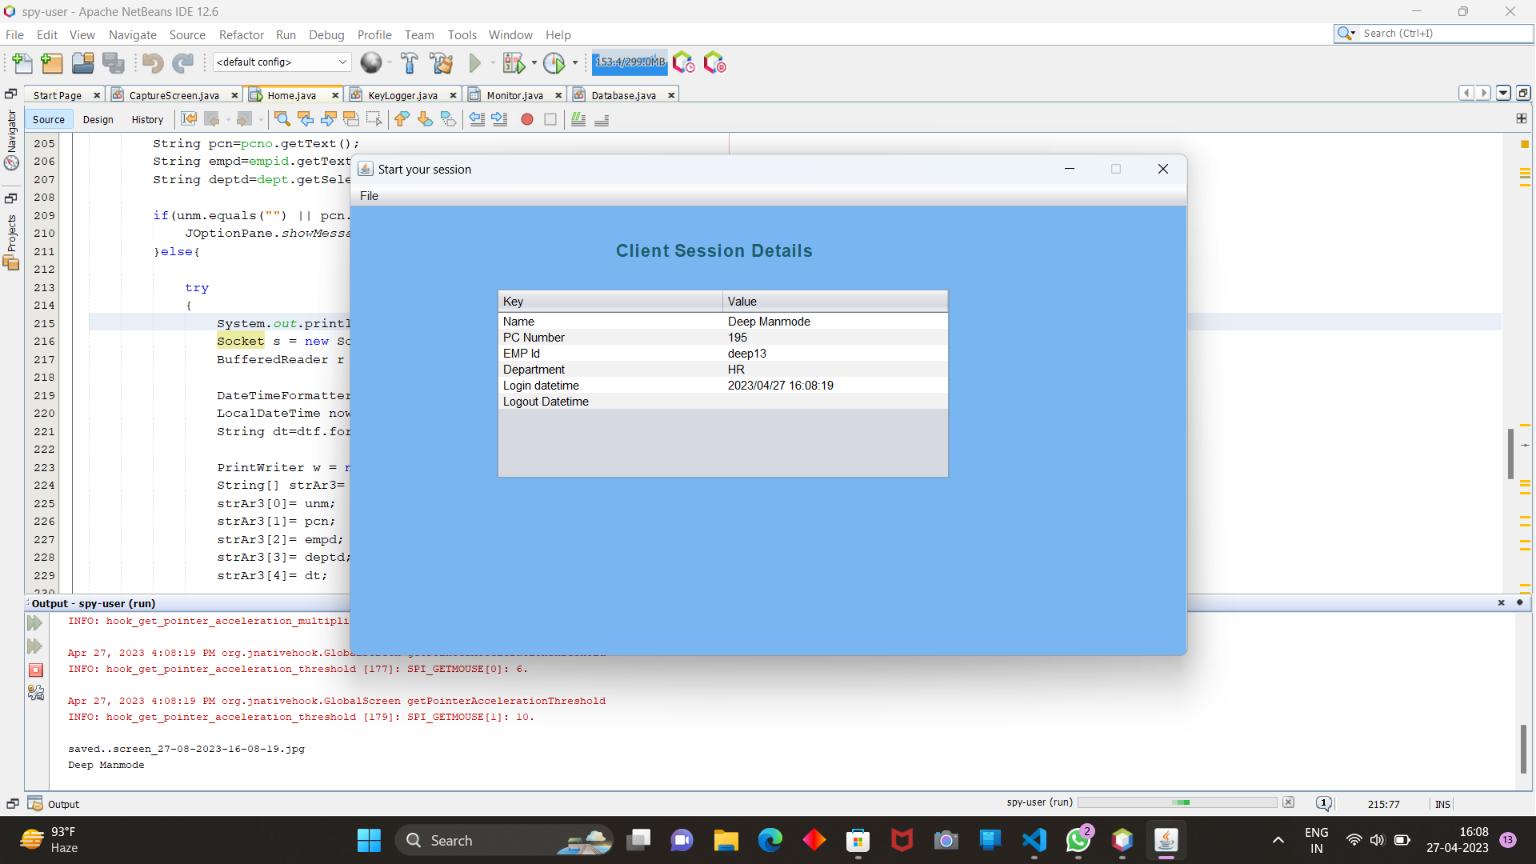 spy-user - Apache NetBeans IDE 12.6
File Edit View Navigate Source Refactor Run Debug Profile Team Tools Window Help
Search (Ctrl+I)
<default config>
153.4/299.0MB
Start Page CaptureScreen.java Home.java KeyLogger.java Monitor.java Database.java
Source Design History
Navigator
Projects
205 String pcn=pcno.getText();
206 String empd=empid.getText
207 String deptd=dept.getSele
208
209 if(unm.equals("") || pcn.
210 JOptionPane.showMessa
211 }else{
212
213 try
214 {
215 System.out.printl
216 Socket s = new So
217 BufferedReader r
218
219 DateTimeFormatter
220 LocalDateTime now
221 String dt=dtf.for
222
223 PrintWriter w = n
224 String[] strAr3=
225 strAr3[0]= unm;
226 strAr3[1]= pcn;
227 strAr3[2]= empd;
228 strAr3[3]= deptd;
229 strAr3[4]= dt;
230
Start your session
File
Client Session Details
Key Value
Name Deep Manmode
PC Number 195
EMP Id deep13
Department HR
Login datetime 2023/04/27 16:08:19
Logout Datetime
Output - spy-user (run)
INFO: hook_get_pointer_acceleration_multipli
Apr 27, 2023 4:08:19 PM org.jnativehook.GlobalScreen getPointerAccelerationThreshold
INFO: hook_get_pointer_acceleration_threshold [177]: SPI_GETMOUSE[0]: 6.
Apr 27, 2023 4:08:19 PM org.jnativehook.GlobalScreen getPointerAccelerationThreshold
INFO: hook_get_pointer_acceleration_threshold [179]: SPI_GETMOUSE[1]: 10.
saved..screen_27-08-2023-16-08-19.jpg
Deep Manmode
Output
spy-user (run)
1
215:77
INS
93°F
Haze
Search
2
ENG
IN
16:08
27-04-2023
13